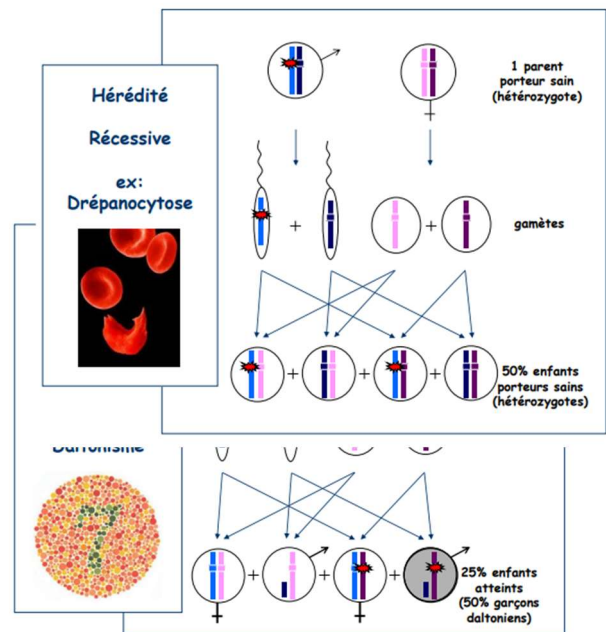 Hérédité
Récessive
ex:
Drépanocytose
1 parent
porteur sain
(hétérozygote)
+
+
gamètes
+
+
+
50% enfants
porteurs sains
(hétérozygotes)
Daltonisme
7
+
+
+
25% enfants
atteints
(50% garçons
daltoniens)